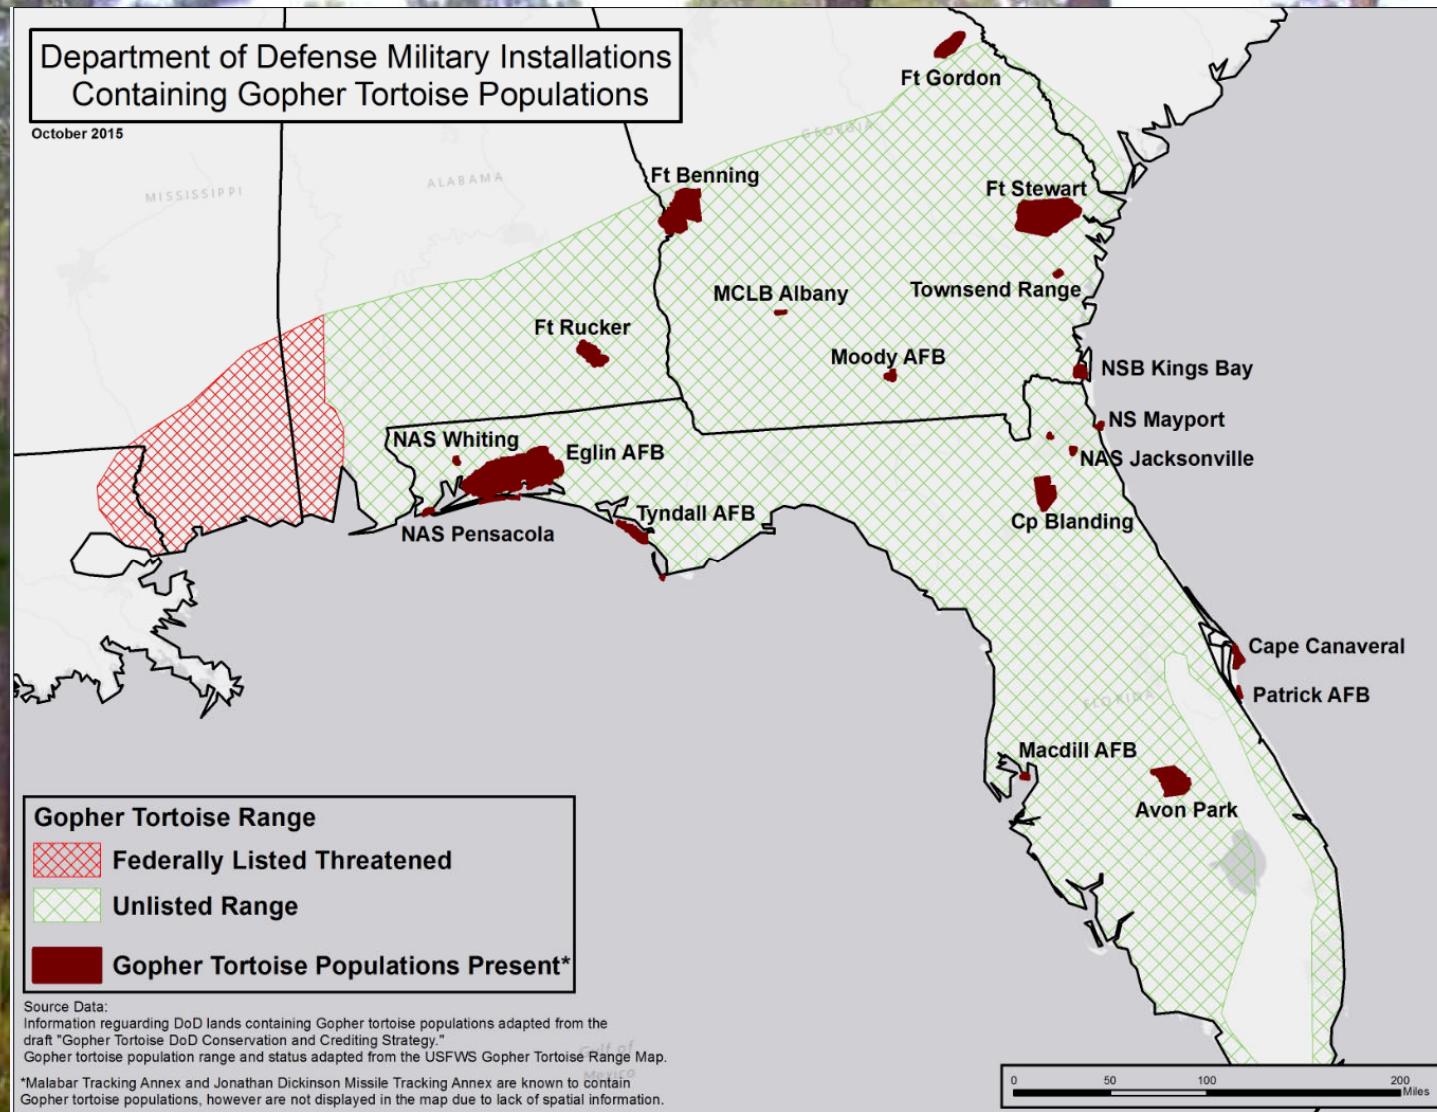 Department of Defense Military Installations
Containing Gopher Tortoise Populations
October 2015
Ft Gordon
GEORGIA
MISSISSIPPI
ALABAMA
Ft Benning
Ft Stewart
MCLB Albany
Townsend Range
Ft Rucker
Moody AFB
NSB Kings Bay
NS Mayport
NAS Whiting
Eglin AFB
NAS Jacksonville
Tyndall AFB
Cp Blanding
NAS Pensacola
Cape Canaveral
FLORIDA
Patrick AFB
Macdill AFB
Avon Park
Gopher Tortoise Range
Federally Listed Threatened
Unlisted Range
Gopher Tortoise Populations Present*
Source Data:
Information reguarding DoD lands containing Gopher tortoise populations adapted from the
draft "Gopher Tortoise DoD Conservation and Crediting Strategy."
Gopher tortoise population range and status adapted from the USFWS Gopher Tortoise Range Map.
Gulf of
Mexico
*Malabar Tracking Annex and Jonathan Dickinson Missile Tracking Annex are known to contain
Gopher tortoise populations, however are not displayed in the map due to lack of spatial information.
0 50 100 200
Miles